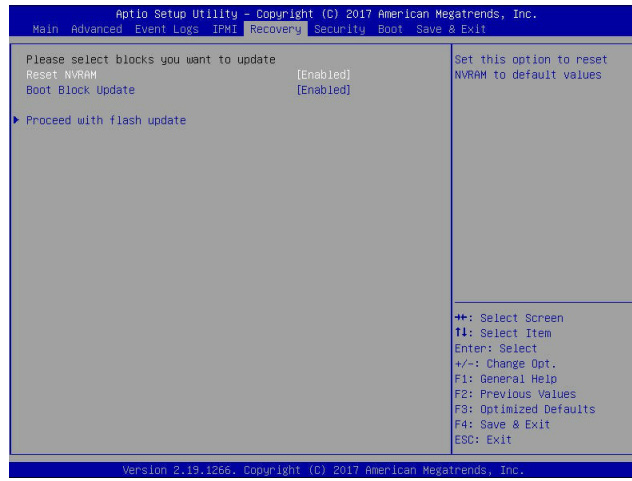 Aptio Setup Utility – Copyright (C) 2017 American Megatrends, Inc.
Main Advanced Event Logs IPMI Recovery Security Boot Save & Exit
Please select blocks you want to update
Reset NVRAM [Enabled]
Boot Block Update [Enabled]
Proceed with flash update
Set this option to reset
NVRAM to default values
→←: Select Screen
↑↓: Select Item
Enter: Select
+/-: Change Opt.
F1: General Help
F2: Previous Values
F3: Optimized Defaults
F4: Save & Exit
ESC: Exit
Version 2.19.1266. Copyright (C) 2017 American Megatrends, Inc.